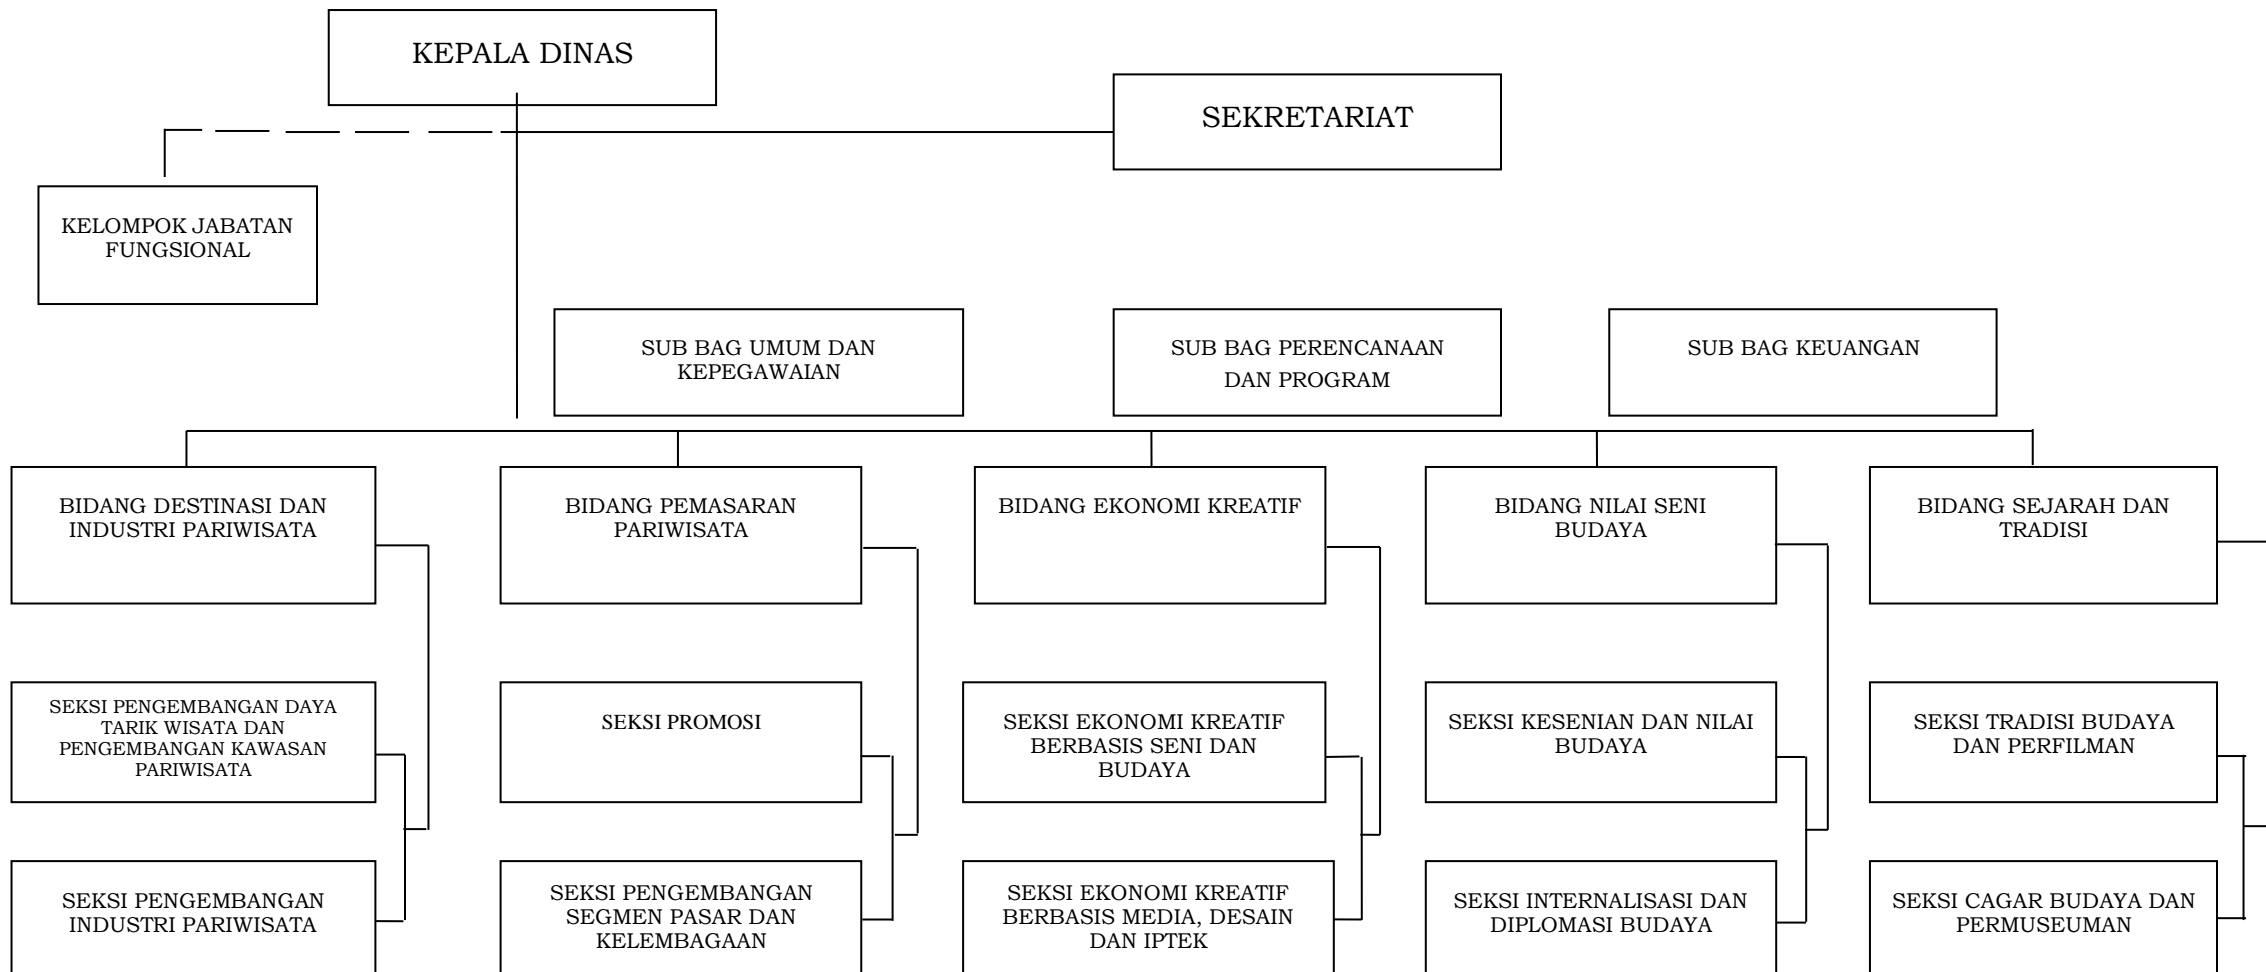 KEPALA DINAS
SEKRETARIAT
KELOMPOK JABATAN
FUNGSIONAL
SUB BAG UMUM DAN
KEPEGAWAIAN
SUB BAG PERENCANAAN
DAN PROGRAM
SUB BAG KEUANGAN
BIDANG DESTINASI DAN
INDUSTRI PARIWISATA
BIDANG PEMASARAN
PARIWISATA
BIDANG EKONOMI KREATIF
BIDANG NILAI SENI
BUDAYA
BIDANG SEJARAH DAN
TRADISI
SEKSI PENGEMBANGAN DAYA
TARIK WISATA DAN
PENGEMBANGAN KAWASAN
PARIWISATA
SEKSI PROMOSI
SEKSI EKONOMI KREATIF
BERBASIS SENI DAN
BUDAYA
SEKSI KESENIAN DAN NILAI
BUDAYA
SEKSI TRADISI BUDAYA
DAN PERFILMAN
SEKSI PENGEMBANGAN
INDUSTRI PARIWISATA
SEKSI PENGEMBANGAN
SEGMEN PASAR DAN
KELEMBAGAAN
SEKSI EKONOMI KREATIF
BERBASIS MEDIA, DESAIN
DAN IPTEK
SEKSI INTERNALISASI DAN
DIPLOMASI BUDAYA
SEKSI CAGAR BUDAYA DAN
PERMUSEUMAN